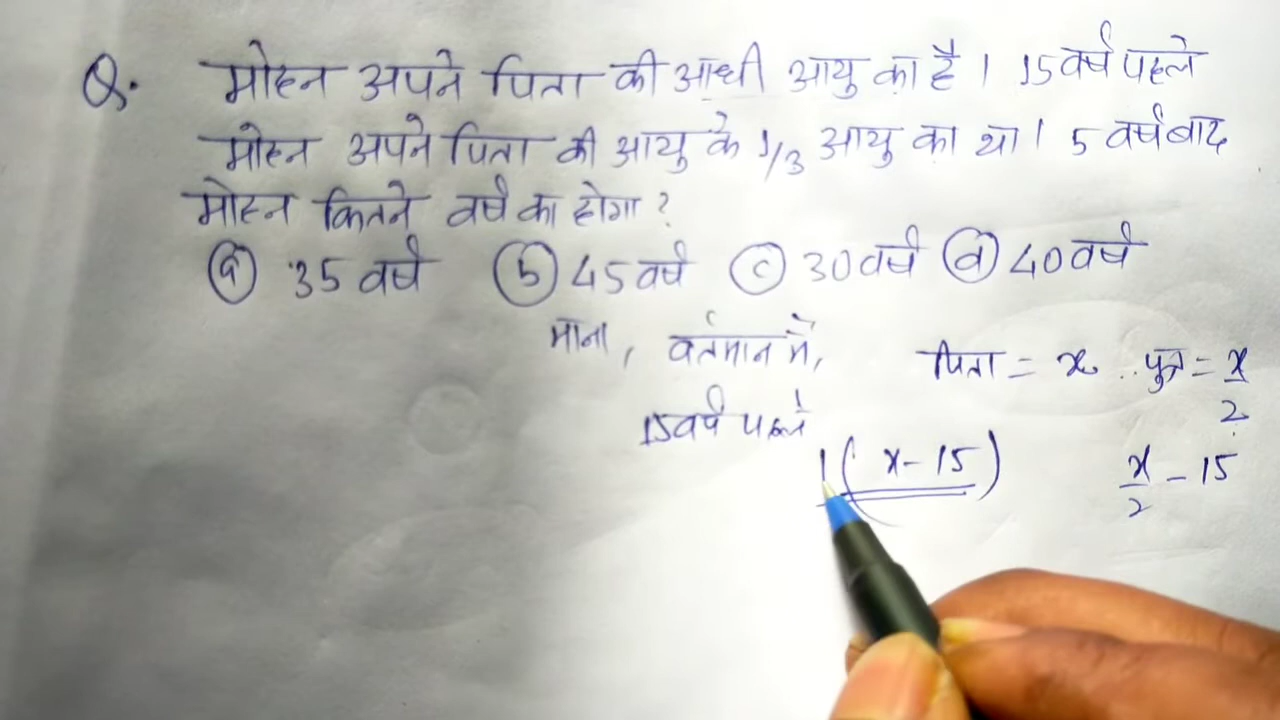 Q. मोहन अपने पिता की आधी आयु का है। 15 वर्ष पहले
मोहन अपने पिता की आयु के 1/3 आयु का था। 5 वर्ष बाद
मोहन कितने वर्ष का होगा?
(a) 35 वर्ष (b) 45 वर्ष (c) 30 वर्ष (d) 40 वर्ष
माना, वर्तमान में, पिता = x पुत्र = x/2
15 वर्ष पहले
1(x-15) x/2 - 15